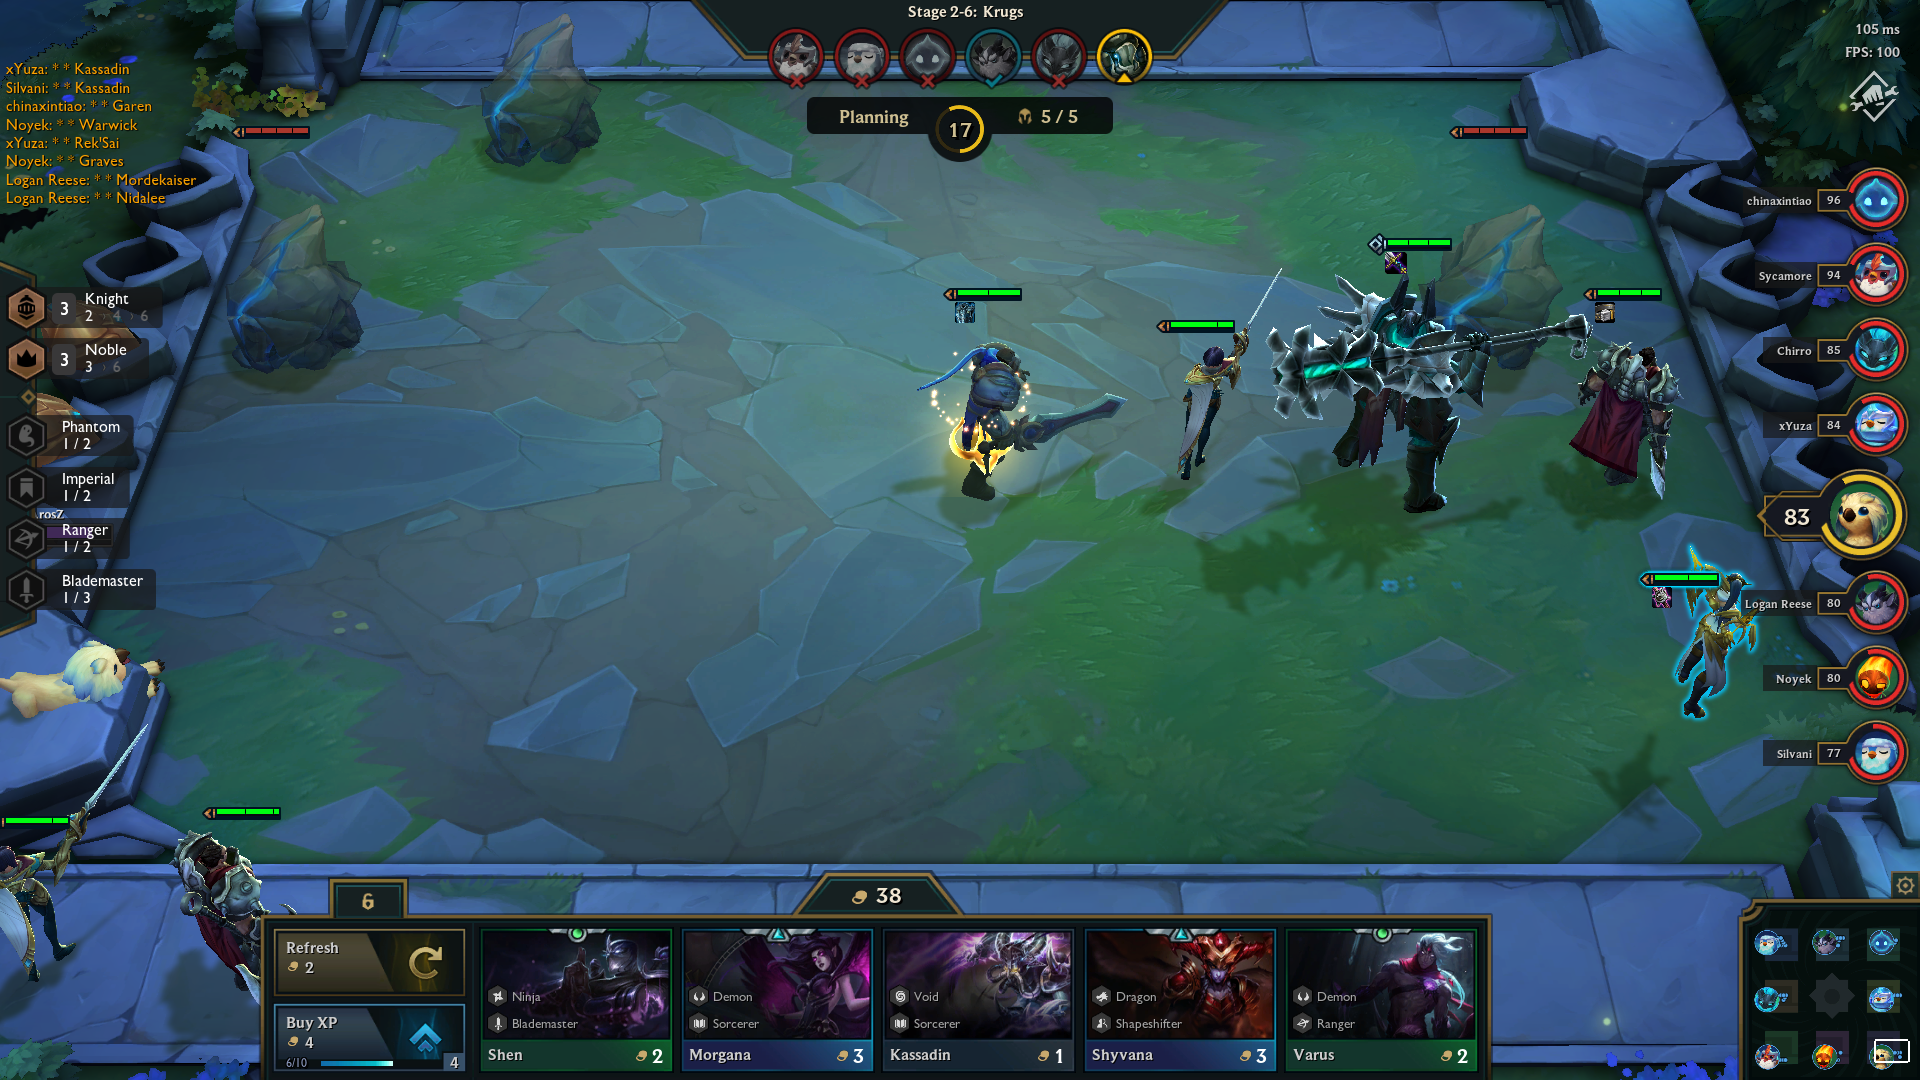 Stage 2-6: Krugs
105 ms
FPS: 100
Planning
17
5 / 5
xYuza: * * Kassadin
Silvani: * * Kassadin
chinaxintiao: * * Garen
Noyek: * * Warwick
xYuza: * * Rek'Sai
Noyek: * * Graves
Logan Reese: * * Mordekaiser
Logan Reese: * * Nidalee
3 Knight
2 › 4 › 6
3 Noble
3 › 6
Phantom
1 / 2
Imperial
1 / 2
rosZ
Ranger
1 / 2
Blademaster
1 / 3
chinaxintiao 96
Sycamore 94
Chirro 85
xYuza 84
83
Logan Reese 80
Noyek 80
Silvani 77
6
38
Refresh
2
Buy XP
4
6/10
4
Ninja
Blademaster
Shen 2
Demon
Sorcerer
Morgana 3
Void
Sorcerer
Kassadin 1
Dragon
Shapeshifter
Shyvana 3
Demon
Ranger
Varus 2